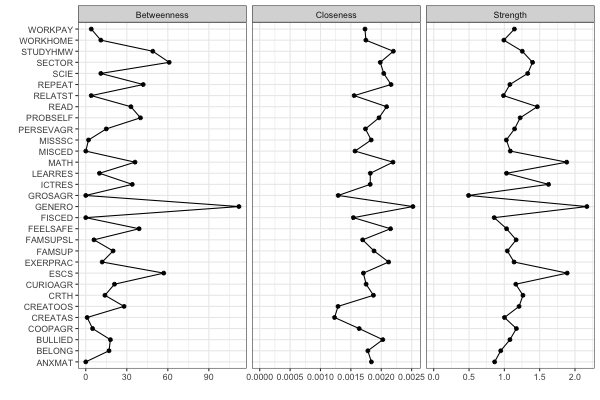 Betweenness Closeness Strength
WORKPAY
WORKHOME
STUDYHMW
SECTOR
SCIE
REPEAT
RELATST
READ
PROBSELF
PERSEVAGR
MISSSC
MISCED
MATH
LEARRES
ICTRES
GROSAGR
GENERO
FISCED
FEELSAFE
FAMSUPSL
FAMSUP
EXERPRAC
ESCS
CURIOAGR
CRTH
CREATOOS
CREATAS
COOPAGR
BULLIED
BELONG
ANXMAT
0 30 60 90 0.0000 0.0005 0.0010 0.0015 0.0020 0.0025 0.0 0.5 1.0 1.5 2.0